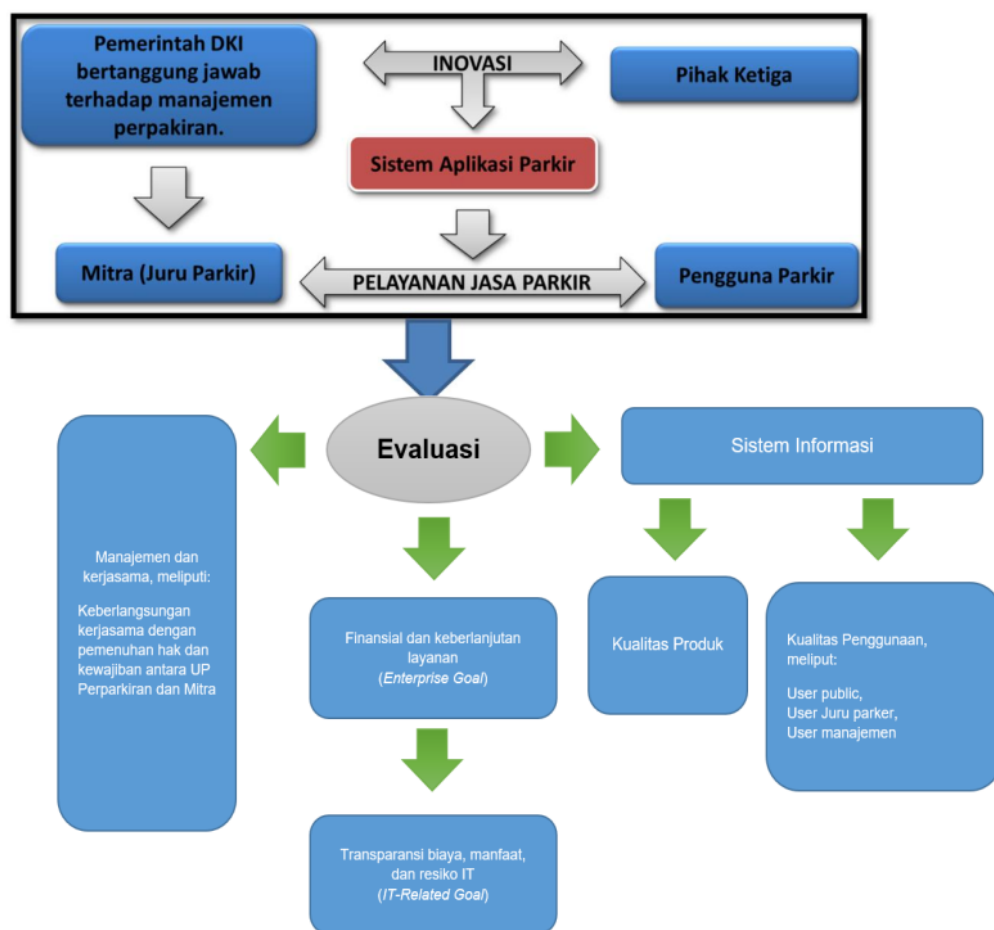 Pemerintah DKI
bertanggung jawab
terhadap manajemen
perpakiran.
INOVASI
Pihak Ketiga
Sistem Aplikasi Parkir
Mitra (Juru Parkir)
PELAYANAN JASA PARKIR
Pengguna Parkir
Evaluasi
Sistem Informasi
Manajemen dan
kerjasama, meliputi:
Keberlangsungan
kerjasama dengan
pemenuhan hak dan
kewajiban antara UP
Perparkiran dan Mitra
Finansial dan keberlanjutan
layanan
(Enterprise Goal)
Kualitas Produk
Kualitas Penggunaan,
meliput:
User public,
User Juru parker,
User manajemen
Transparansi biaya, manfaat,
dan resiko IT
(IT-Related Goal)